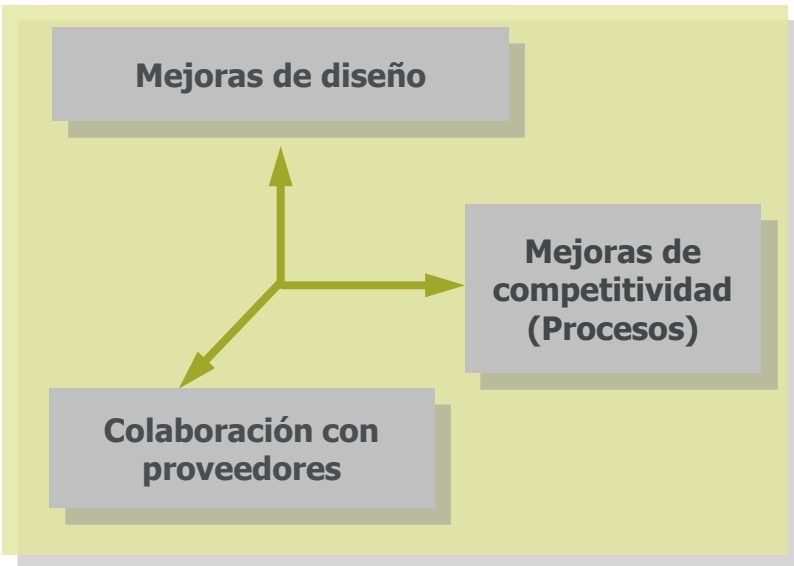 Mejoras de diseño
Mejoras de
competitividad
(Procesos)
Colaboración con
proveedores